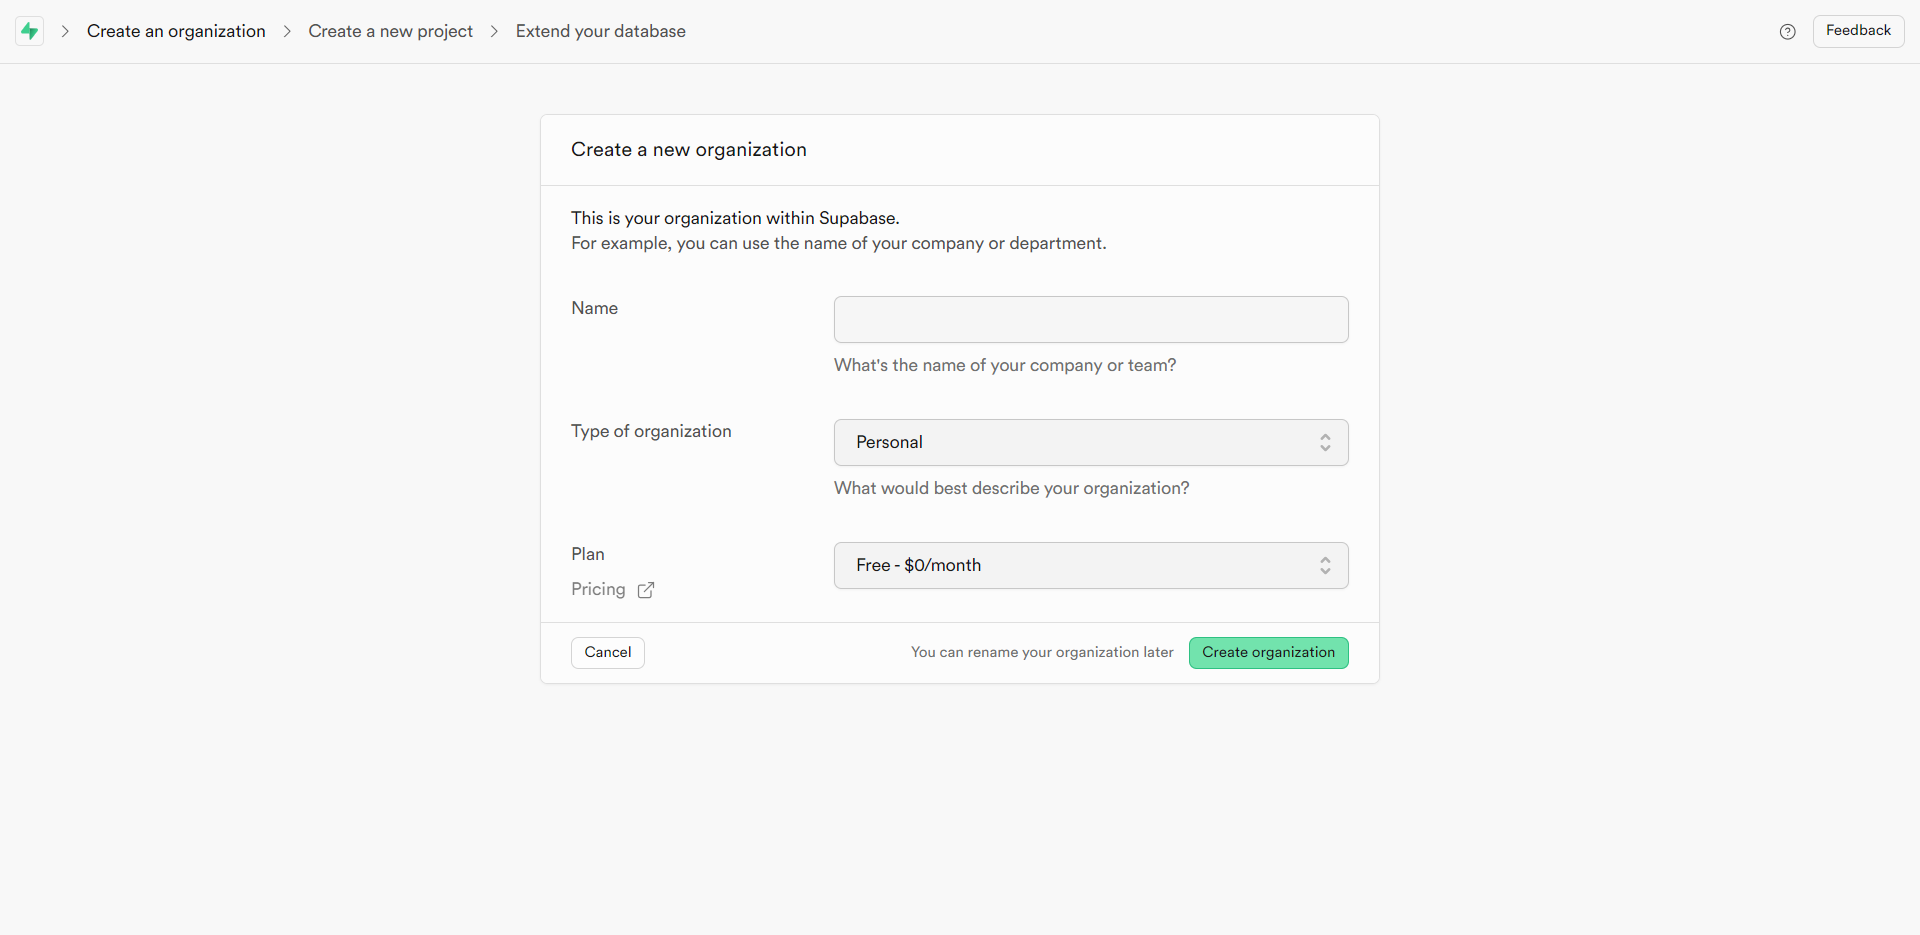 Create an organization
Create a new project
Extend your database
Feedback
Create a new organization
This is your organization within Supabase.
For example, you can use the name of your company or department.
Name
What's the name of your company or team?
Type of organization
Personal
What would best describe your organization?
Plan
Free - $0/month
Pricing
Cancel
You can rename your organization later
Create organization